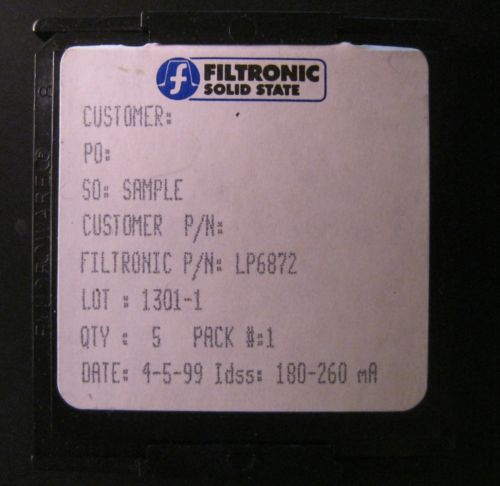 f FILTRONIC
SOLID STATE
CUSTOMER:
PO:
SO: SAMPLE
CUSTOMER P/N:
FILTRONIC P/N: LP6872
LOT : 1301-1
QTY : 5 PACK #:1
DATE: 4-5-99 Idss: 180-260 mA